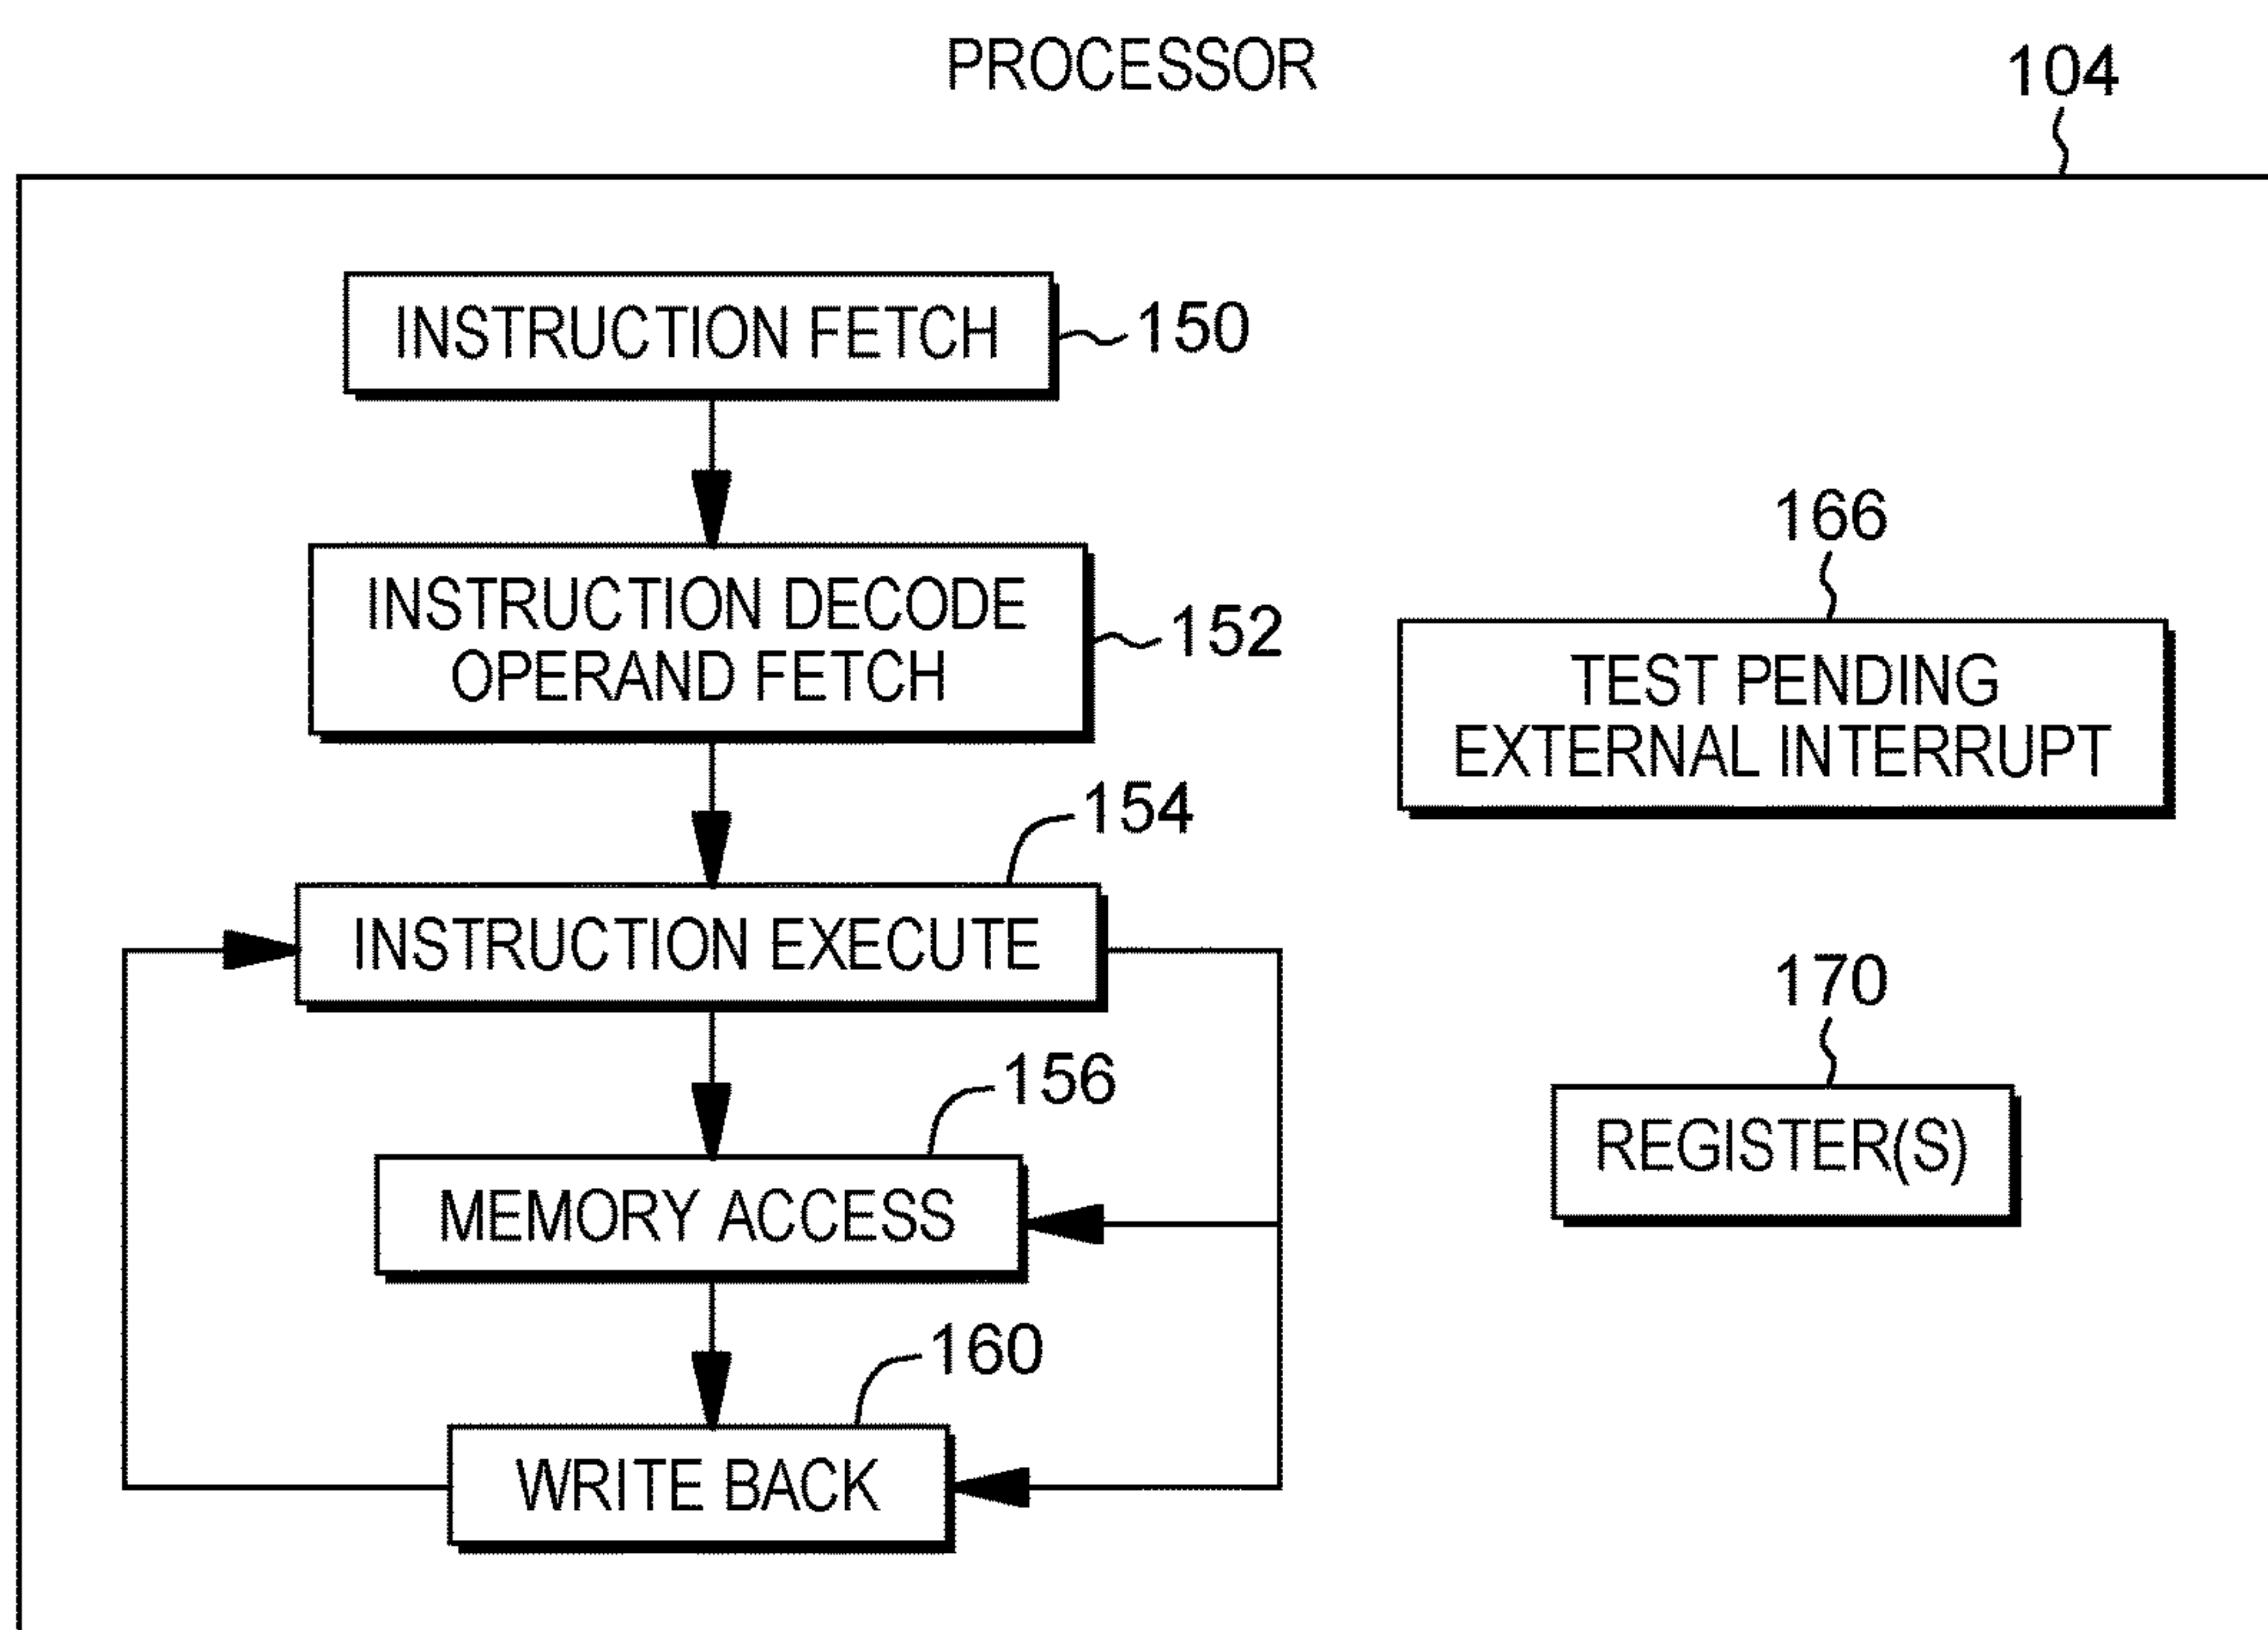 PROCESSOR
104
INSTRUCTION FETCH
150
INSTRUCTION DECODE
OPERAND FETCH
152
166
TEST PENDING
EXTERNAL INTERRUPT
154
INSTRUCTION EXECUTE
170
REGISTER(S)
156
MEMORY ACCESS
160
WRITE BACK